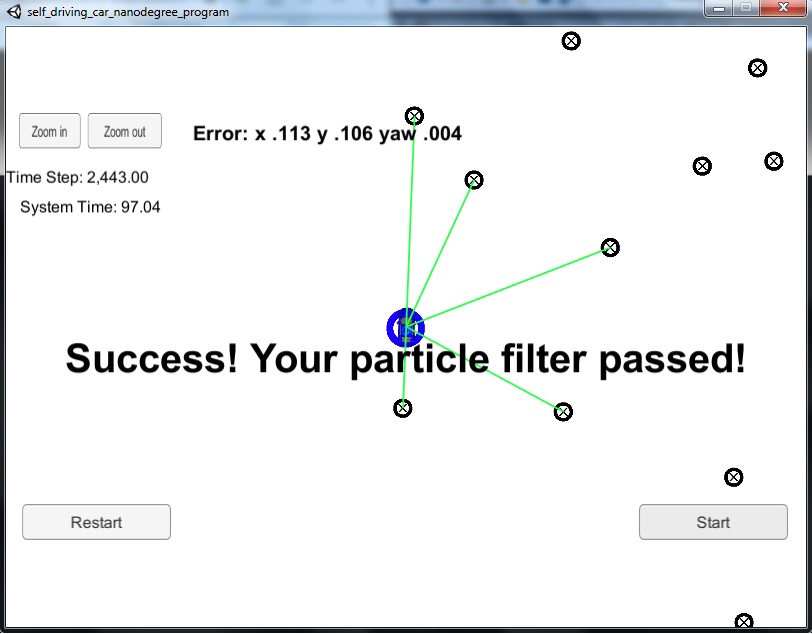 self_driving_car_nanodegree_program
Zoom in
Zoom out
Error: x .113 y .106 yaw .004
Time Step: 2,443.00
System Time: 97.04
Success! Your particle filter passed!
Restart
Start